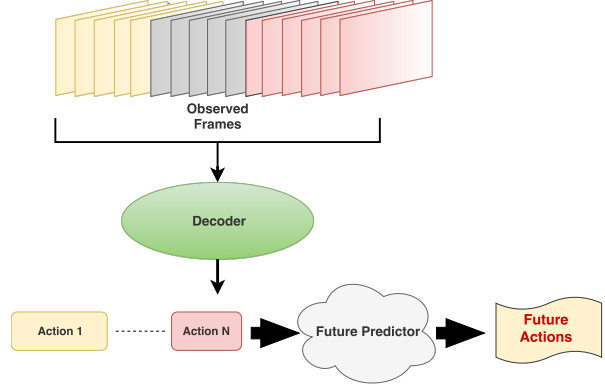 Observed
Frames
Decoder
Action 1
Action N
Future Predictor
Future
Actions